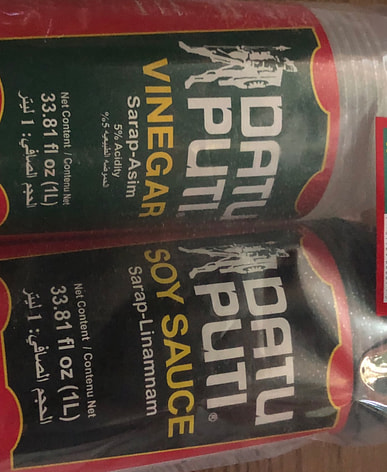 DATU
PUTI
VINEGAR
Sarap-Asim
5% Acidity
Net Content / Contenu Net
33.81 fl oz (1L)
الحجم الصافي: ١ ليتر
DATU
PUTI®
SOY SAUCE
Sarap-Linamnam
Net Content / Contenu Net
33.81 fl oz (1L)
الحجم الصافي: ١ ليتر